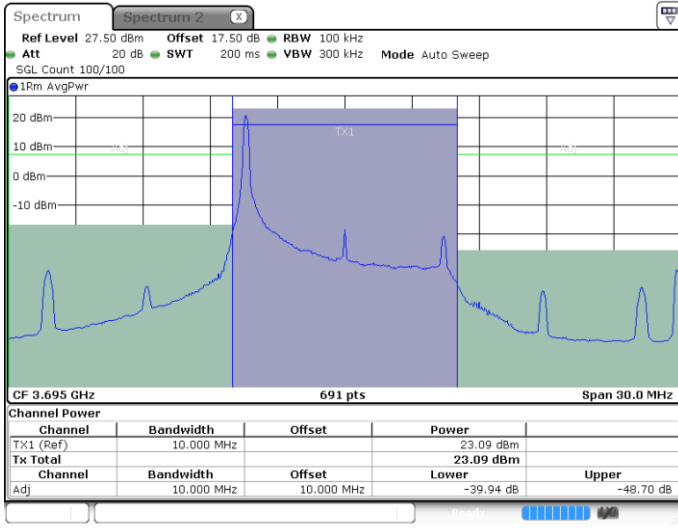 Spectrum Spectrum 2 X
Ref Level 27.50 dBm Offset 17.50 dB RBW 100 kHz
Att 20 dB SWT 200 ms VBW 300 kHz Mode Auto Sweep
SGL Count 100/100
1Rm AvgPwr
20 dBm
TX1
10 dBm
Adj Adj
0 dBm
-10 dBm
CF 3.695 GHz 691 pts Span 30.0 MHz
Channel Power
Channel Bandwidth Offset Power
TX1 (Ref) 10.000 MHz 23.09 dBm
Tx Total 23.09 dBm
Channel Bandwidth Offset Lower Upper
Adj 10.000 MHz 10.000 MHz -39.94 dB -48.70 dB
Ready